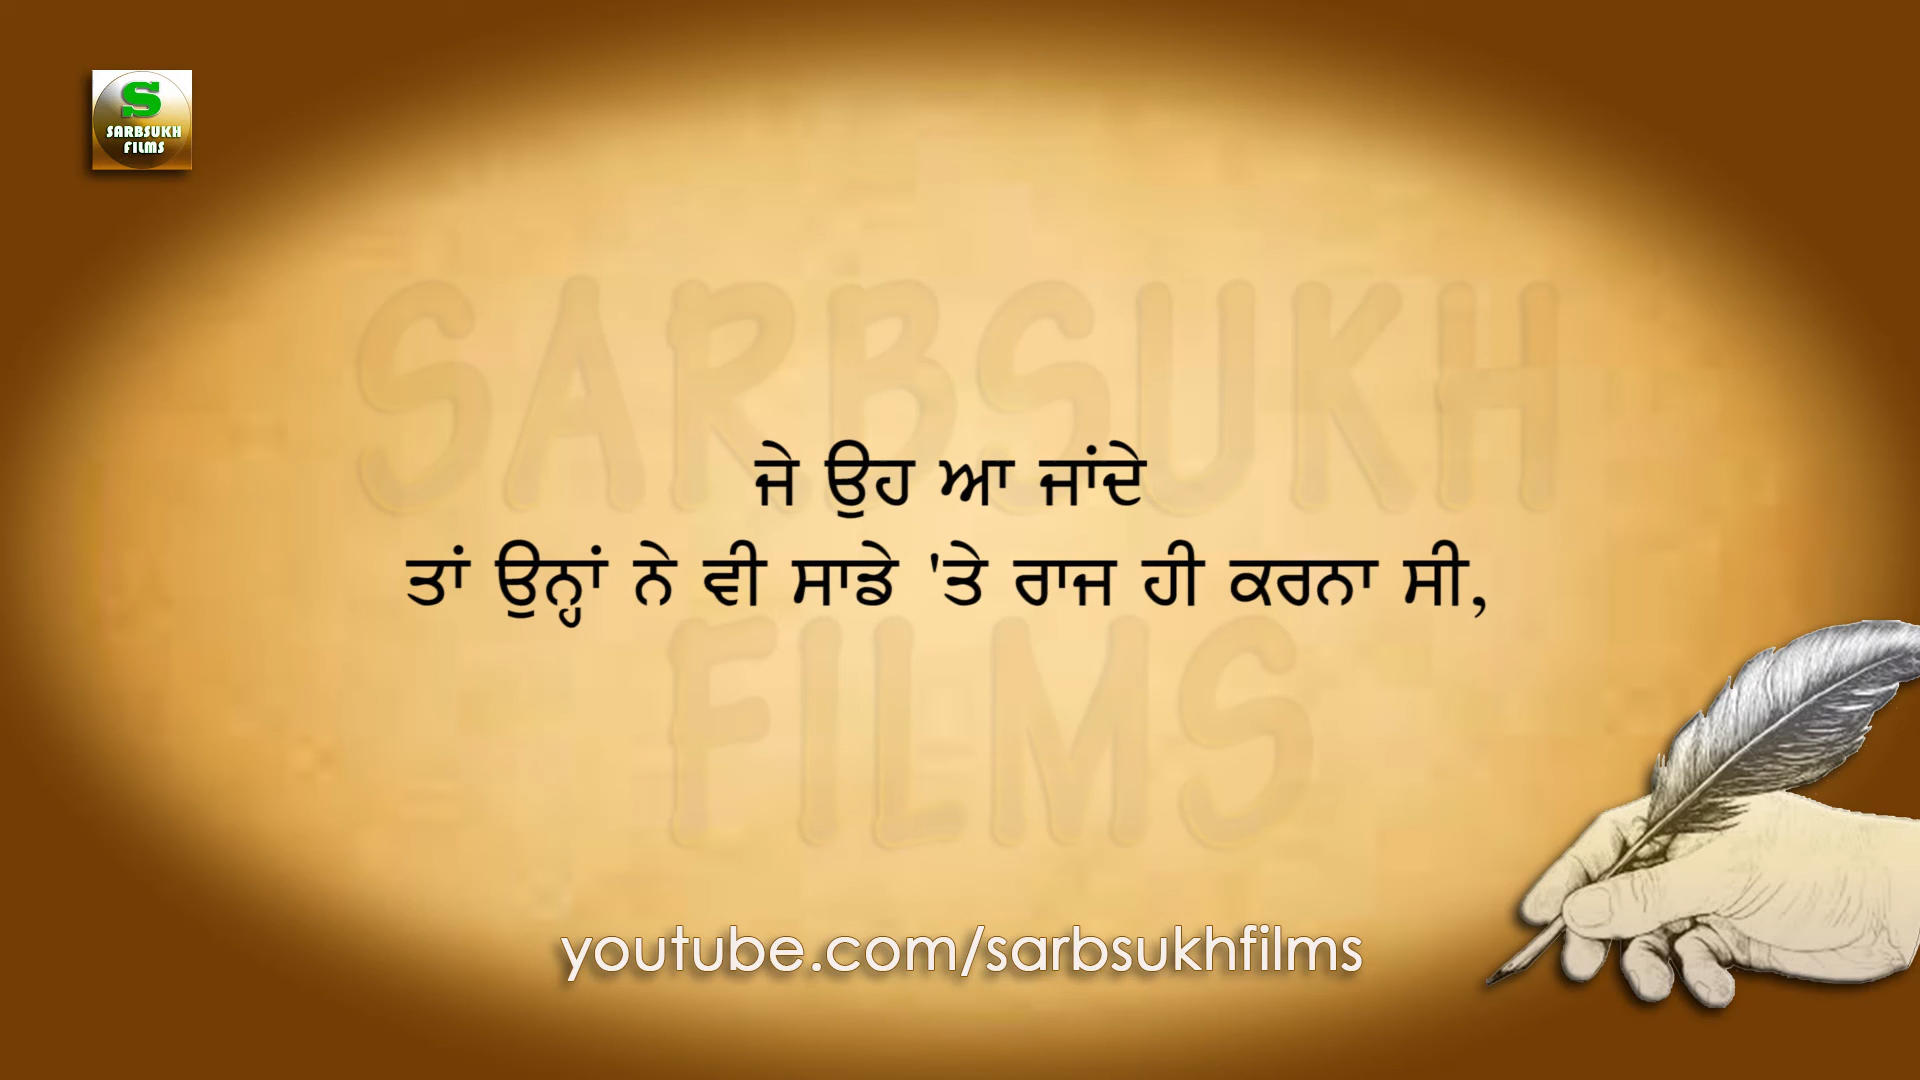 S
SARBSUKH
FILMS
SARBSUKH
ਜੇ ਉਹ ਆ ਜਾਂਦੇ
ਤਾਂ ਉਨ੍ਹਾਂ ਨੇ ਵੀ ਸਾਡੇ 'ਤੇ ਰਾਜ ਹੀ ਕਰਨਾ ਸੀ,
FILMS
youtube.com/sarbsukhfilms